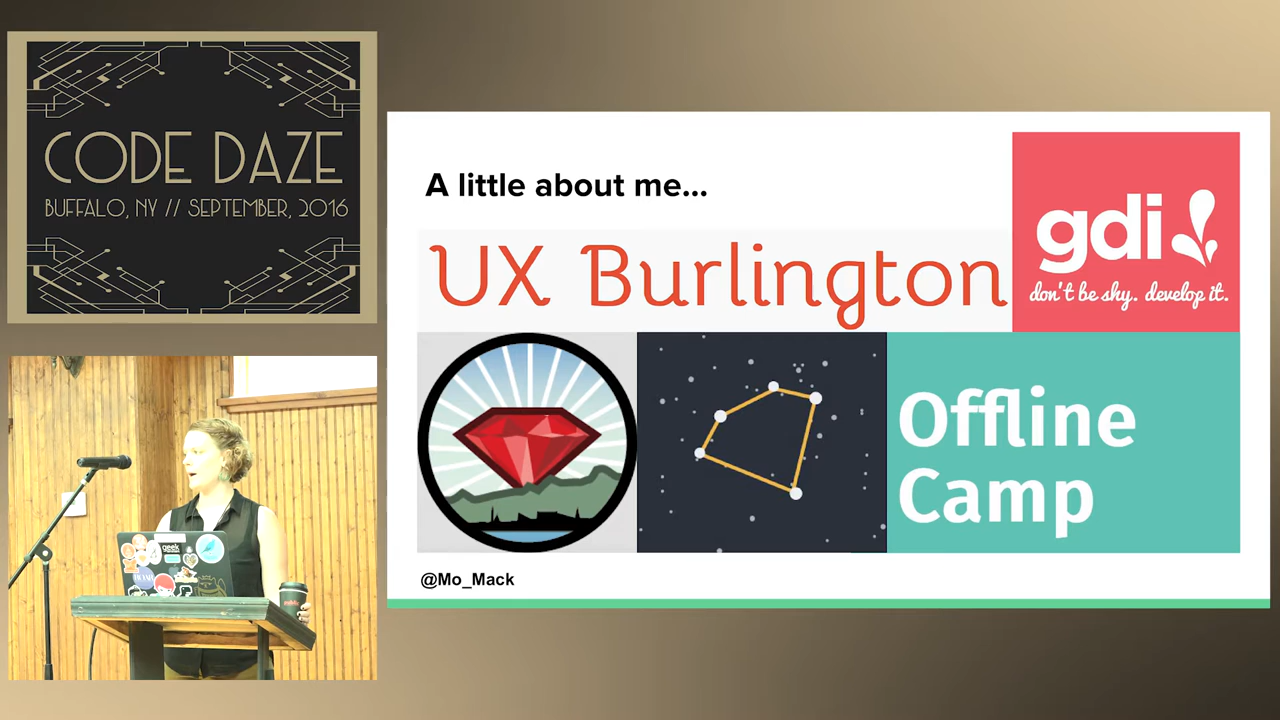 CODE DAZE
BUFFALO, NY // SEPTEMBER, 2016
A little about me...
UX Burlington
gdi
don't be shy. develop it.
Offline
Camp
@Mo_Mack
geek